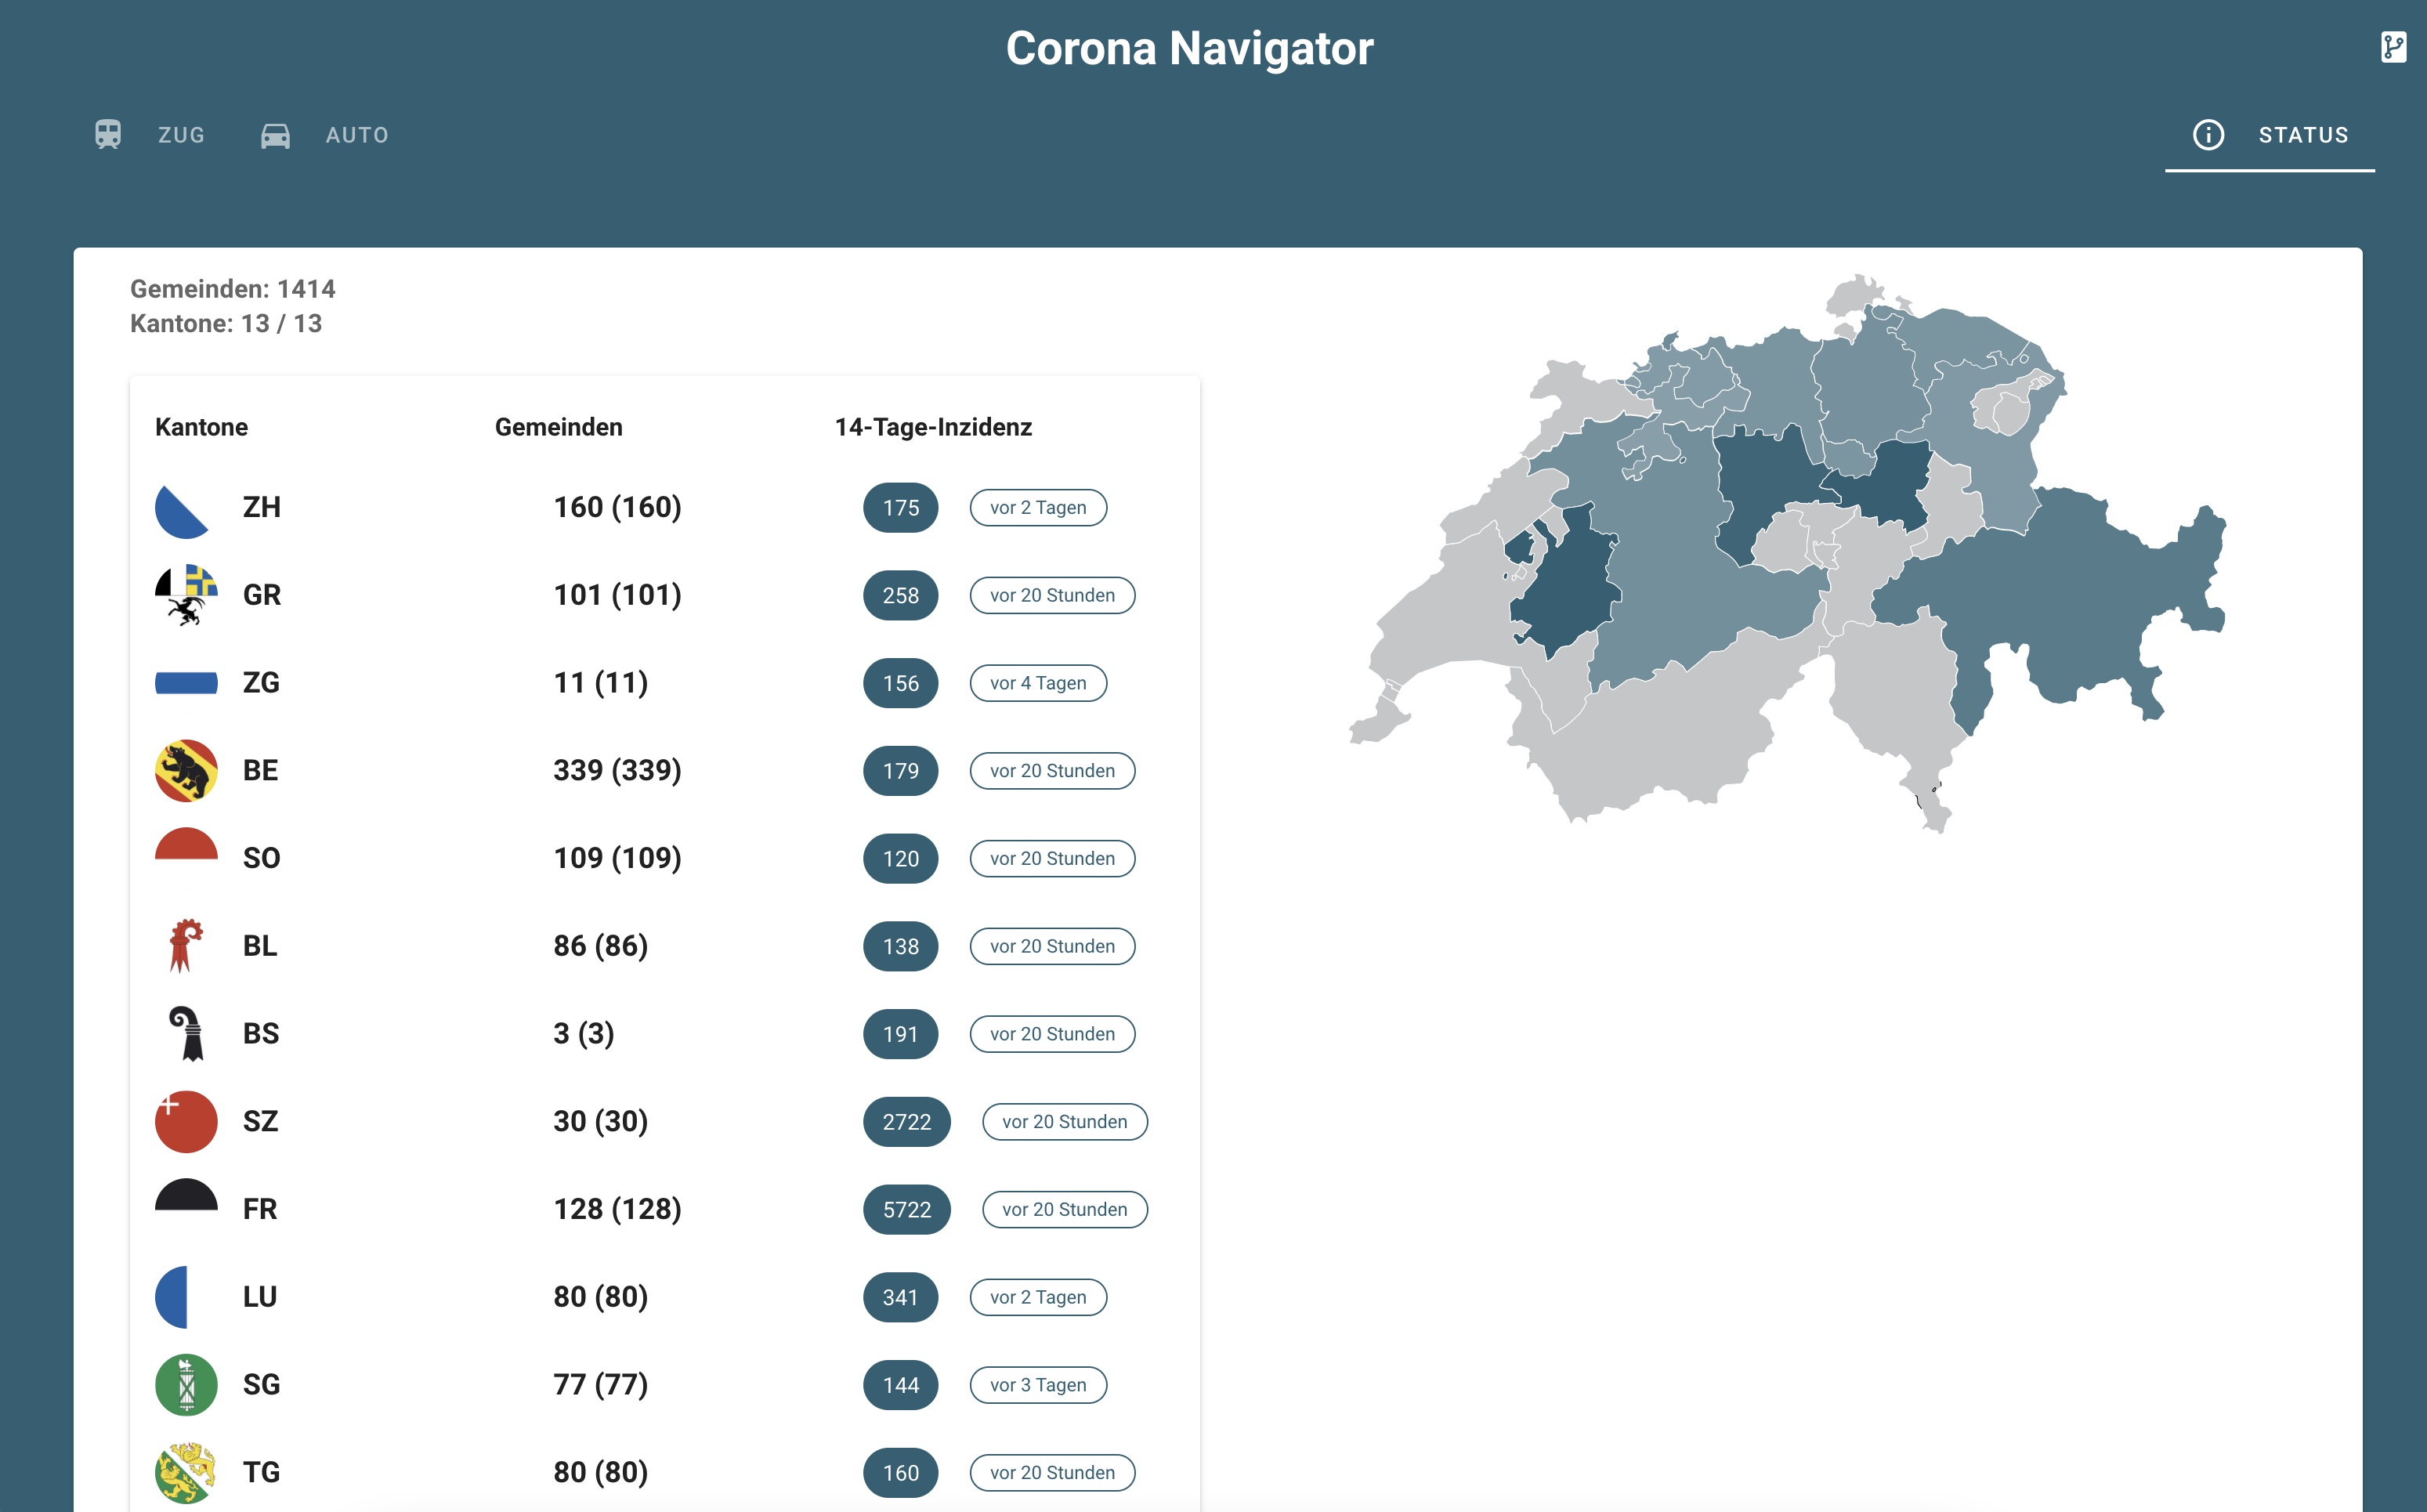 Corona Navigator
ZUG AUTO STATUS
Gemeinden: 1414
Kantone: 13 / 13
Kantone Gemeinden 14-Tage-Inzidenz
ZH 160 (160) 175 vor 2 Tagen
GR 101 (101) 258 vor 20 Stunden
ZG 11 (11) 156 vor 4 Tagen
BE 339 (339) 179 vor 20 Stunden
SO 109 (109) 120 vor 20 Stunden
BL 86 (86) 138 vor 20 Stunden
BS 3 (3) 191 vor 20 Stunden
SZ 30 (30) 2722 vor 20 Stunden
FR 128 (128) 5722 vor 20 Stunden
LU 80 (80) 341 vor 2 Tagen
SG 77 (77) 144 vor 3 Tagen
TG 80 (80) 160 vor 20 Stunden